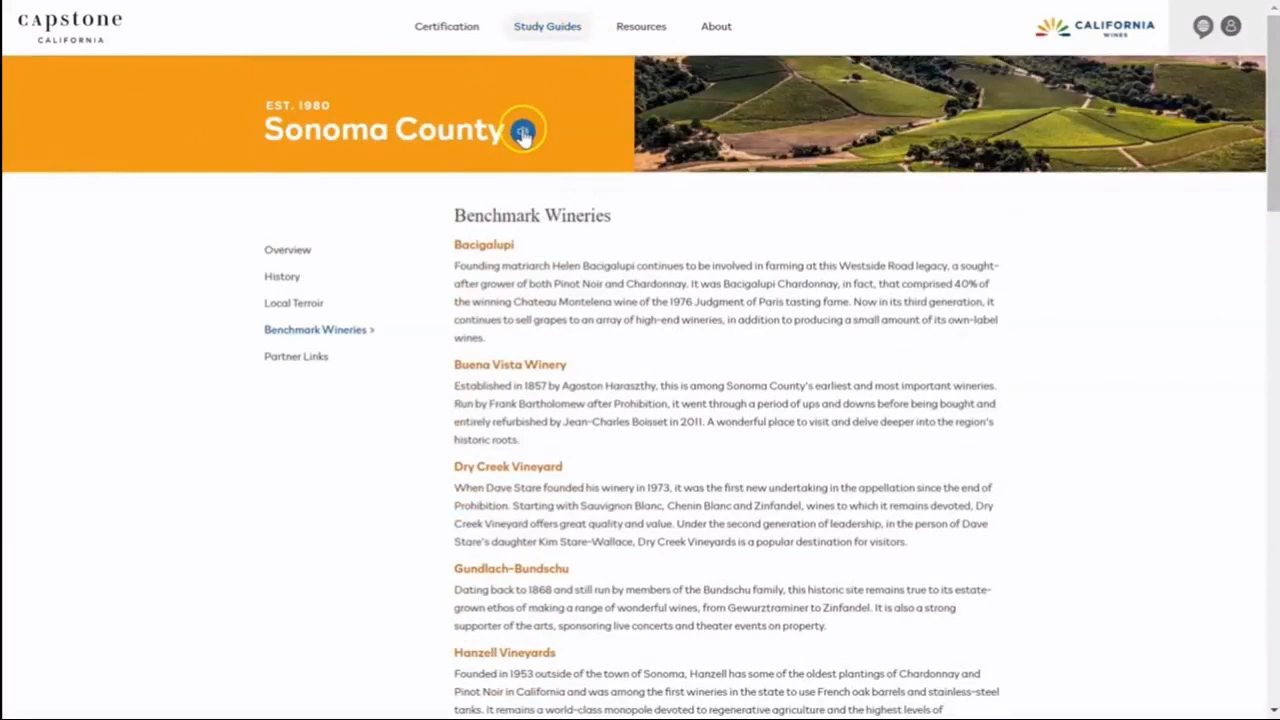 capstone
CALIFORNIA
Certification
Study Guides
Resources
About
CALIFORNIA
WINES
EST. 1980
Sonoma County
Overview
History
Local Terroir
Benchmark Wineries >
Partner Links
Benchmark Wineries
Bacigalupi
Founding matriarch Helen Bacigalupi continues to be involved in farming at this Westside Road legacy, a sought-
after grower of both Pinot Noir and Chardonnay. It was Bacigalupi Chardonnay, in fact, that comprised 40% of
the winning Chateau Montelena wine of the 1976 Judgment of Paris tasting fame. Now in its third generation, it
continues to sell grapes to an array of high-end wineries, in addition to producing a small amount of its own-label
wines.
Buena Vista Winery
Established in 1857 by Agoston Haraszthy, this is among Sonoma County's earliest and most important wineries.
Run by Frank Bartholomew after Prohibition, it went through a period of ups and downs before being bought and
entirely refurbished by Jean-Charles Boisset in 2011. A wonderful place to visit and delve deeper into the region's
historic roots.
Dry Creek Vineyard
When Dave Stare founded his winery in 1973, it was the first new undertaking in the appellation since the end of
Prohibition. Starting with Sauvignon Blanc, Chenin Blanc and Zinfandel, wines to which it remains devoted, Dry
Creek Vineyard offers great quality and value. Under the second generation of leadership, in the person of Dave
Stare's daughter Kim Stare-Wallace, Dry Creek Vineyards is a popular destination for visitors.
Gundlach-Bundschu
Dating back to 1868 and still run by members of the Bundschu family, this historic site remains true to its estate-
grown ethos of making a range of wonderful wines, from Gewurztraminer to Zinfandel. It is also a strong
supporter of the arts, sponsoring live concerts and theater events on property.
Hanzell Vineyards
Founded in 1953 outside of the town of Sonoma, Hanzell has some of the oldest plantings of Chardonnay and
Pinot Noir in California and was among the first wineries in the state to use French oak barrels and stainless-steel
tanks. It remains a world-class monopole devoted to regenerative agriculture and the highest levels of